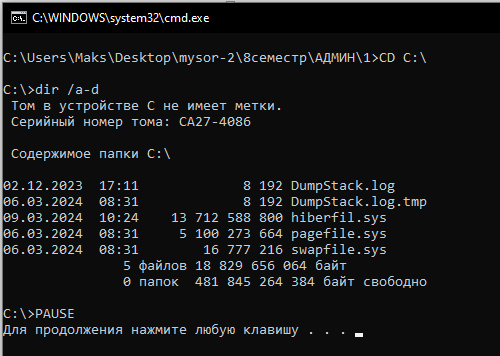 C:\WINDOWS\system32\cmd.exe
C:\Users\Maks\Desktop\mysor-2\8семестр\АДМИН\1>CD C:\
C:\>dir /a-d
Том в устройстве C не имеет метки.
Серийный номер тома: CA27-4086
Содержимое папки C:\
02.12.2023 17:11 8 192 DumpStack.log
06.03.2024 08:31 8 192 DumpStack.log.tmp
09.03.2024 10:24 13 712 588 800 hiberfil.sys
06.03.2024 08:31 5 100 273 664 pagefile.sys
06.03.2024 08:31 16 777 216 swapfile.sys
5 файлов 18 829 656 064 байт
0 папок 481 845 264 384 байт свободно
C:\>PAUSE
Для продолжения нажмите любую клавишу . . .